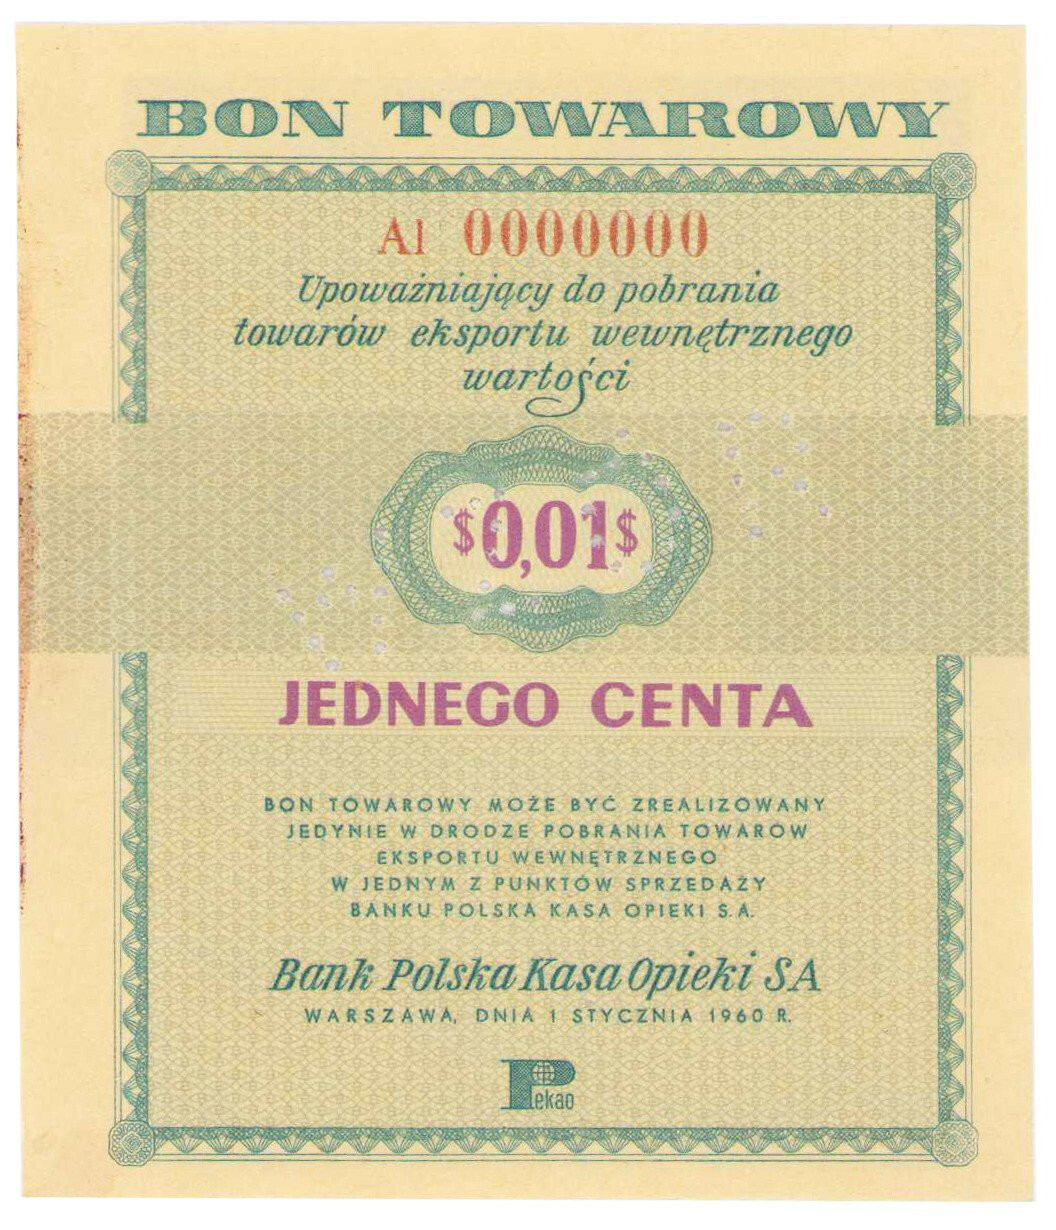 BON TOWAROWY
A1 0000000
Upoważniający do pobrania
towarów eksportu wewnętrznego
wartości
$0,01$
JEDNEGO CENTA
BON TOWAROWY MOŻE BYĆ ZREALIZOWANY
JEDYNIE W DRODZE POBRANIA TOWARÓW
EKSPORTU WEWNĘTRZNEGO
W JEDNYM Z PUNKTÓW SPRZEDAŻY
BANKU POLSKA KASA OPIEKI S.A.
Bank Polska Kasa Opieki SA
WARSZAWA, DNIA 1 STYCZNIA 1960 R.
Pekao